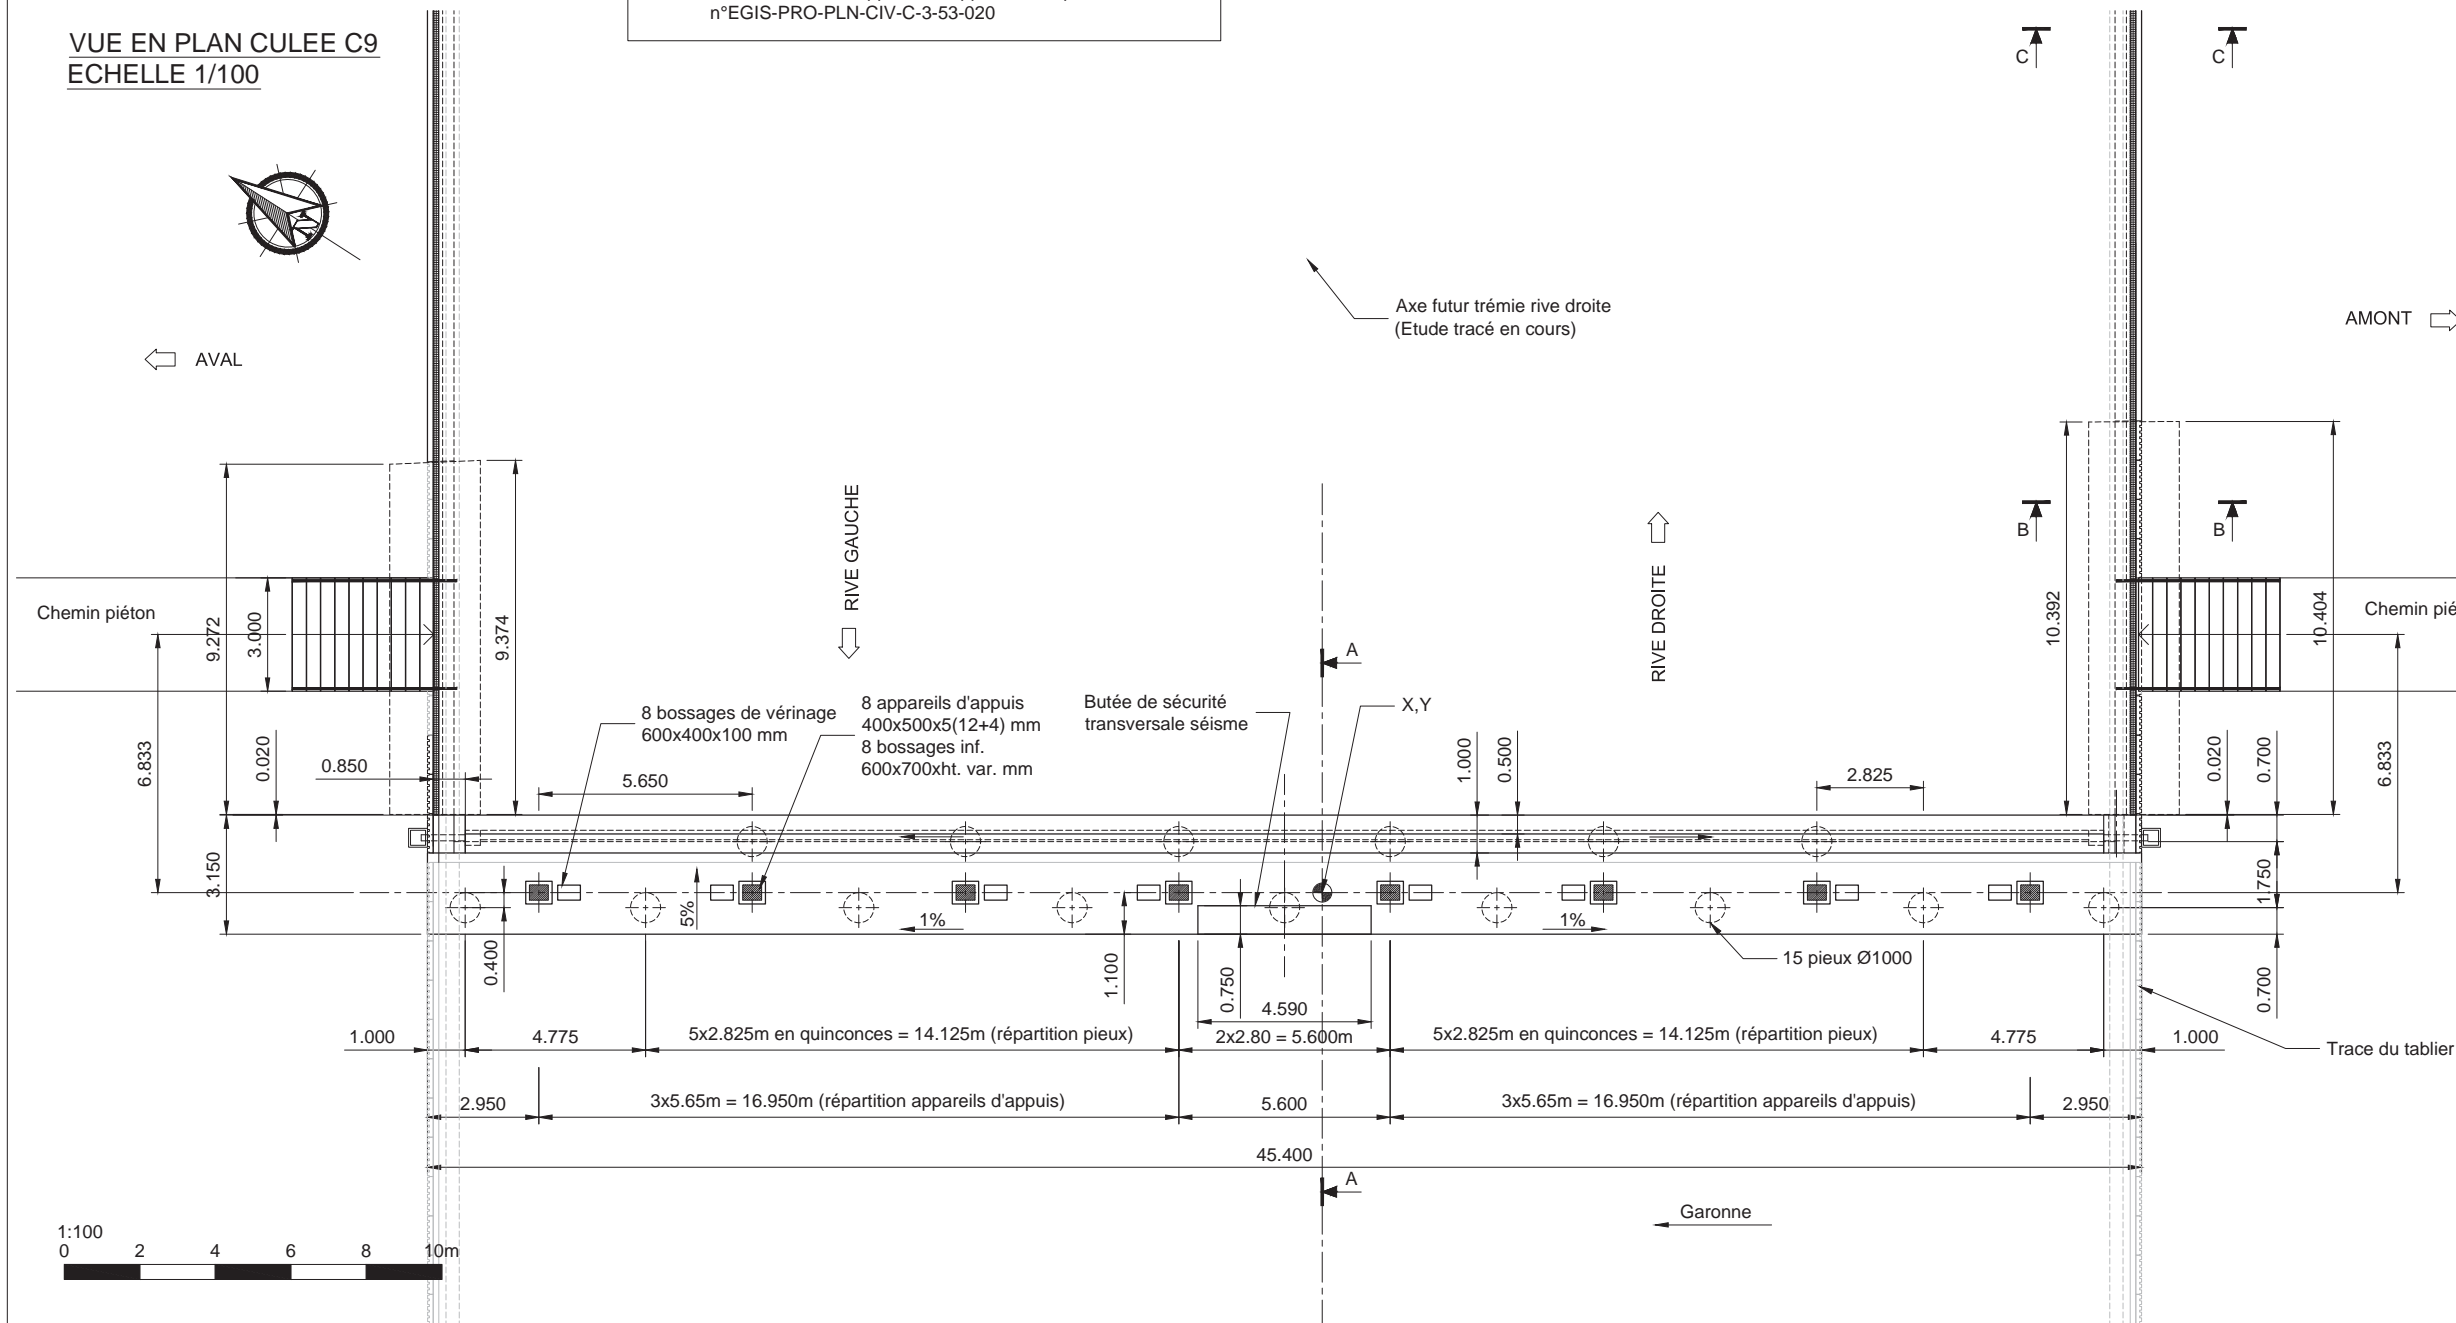 n°EGIS-PRO-PLN-CIV-C-3-53-020
VUE EN PLAN CULEE C9
ECHELLE 1/100
C
C
Axe futur trémie rive droite
(Etude tracé en cours)
AMONT
AVAL
RIVE GAUCHE
RIVE DROITE
B
B
Chemin piéton
9.272
3.000
9.374
10.392
10.404
Chemin pié
A
8 bossages de vérinage
600x400x100 mm
8 appareils d'appuis
400x500x5(12+4) mm
8 bossages inf.
600x700xht. var. mm
Butée de sécurité
transversale séisme
X,Y
6.833
0.020
0.850
5.650
1.000
0.500
2.825
0.020
0.700
6.833
3.150
5%
1%
1%
1.750
0.400
1.100
0.750
4.590
15 pieux Ø1000
0.700
1.000
4.775
5x2.825m en quinconces = 14.125m (répartition pieux)
2x2.80 = 5.600m
5x2.825m en quinconces = 14.125m (répartition pieux)
4.775
1.000
Trace du tablier
2.950
3x5.65m = 16.950m (répartition appareils d'appuis)
5.600
3x5.65m = 16.950m (répartition appareils d'appuis)
2.950
45.400
A
Garonne
1:100
0 2 4 6 8 10m